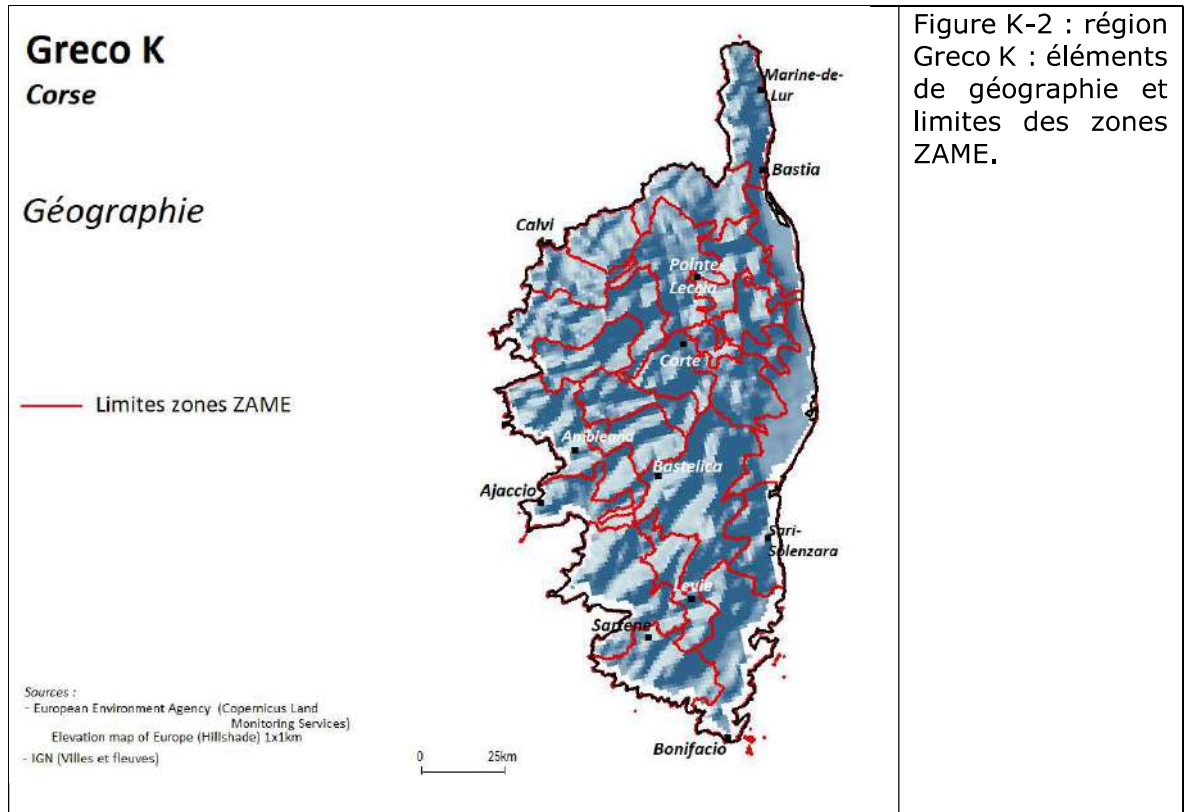 Greco K
Corse
Géographie
Limites zones ZAME
Marine-de-
Lur
Bastia
Calvi
Pointe
Leccia
Corte
Ambiegna
Bastelica
Ajaccio
Sari-
Solenzara
Levie
Sartene
Bonifacio
Sources :
- European Environment Agency (Copernicus Land
Monitoring Services)
Elevation map of Europe (Hillshade) 1x1km
- IGN (Villes et fleuves)
0 25km
Figure K-2 : région
Greco K : éléments
de géographie et
limites des zones
ZAME.